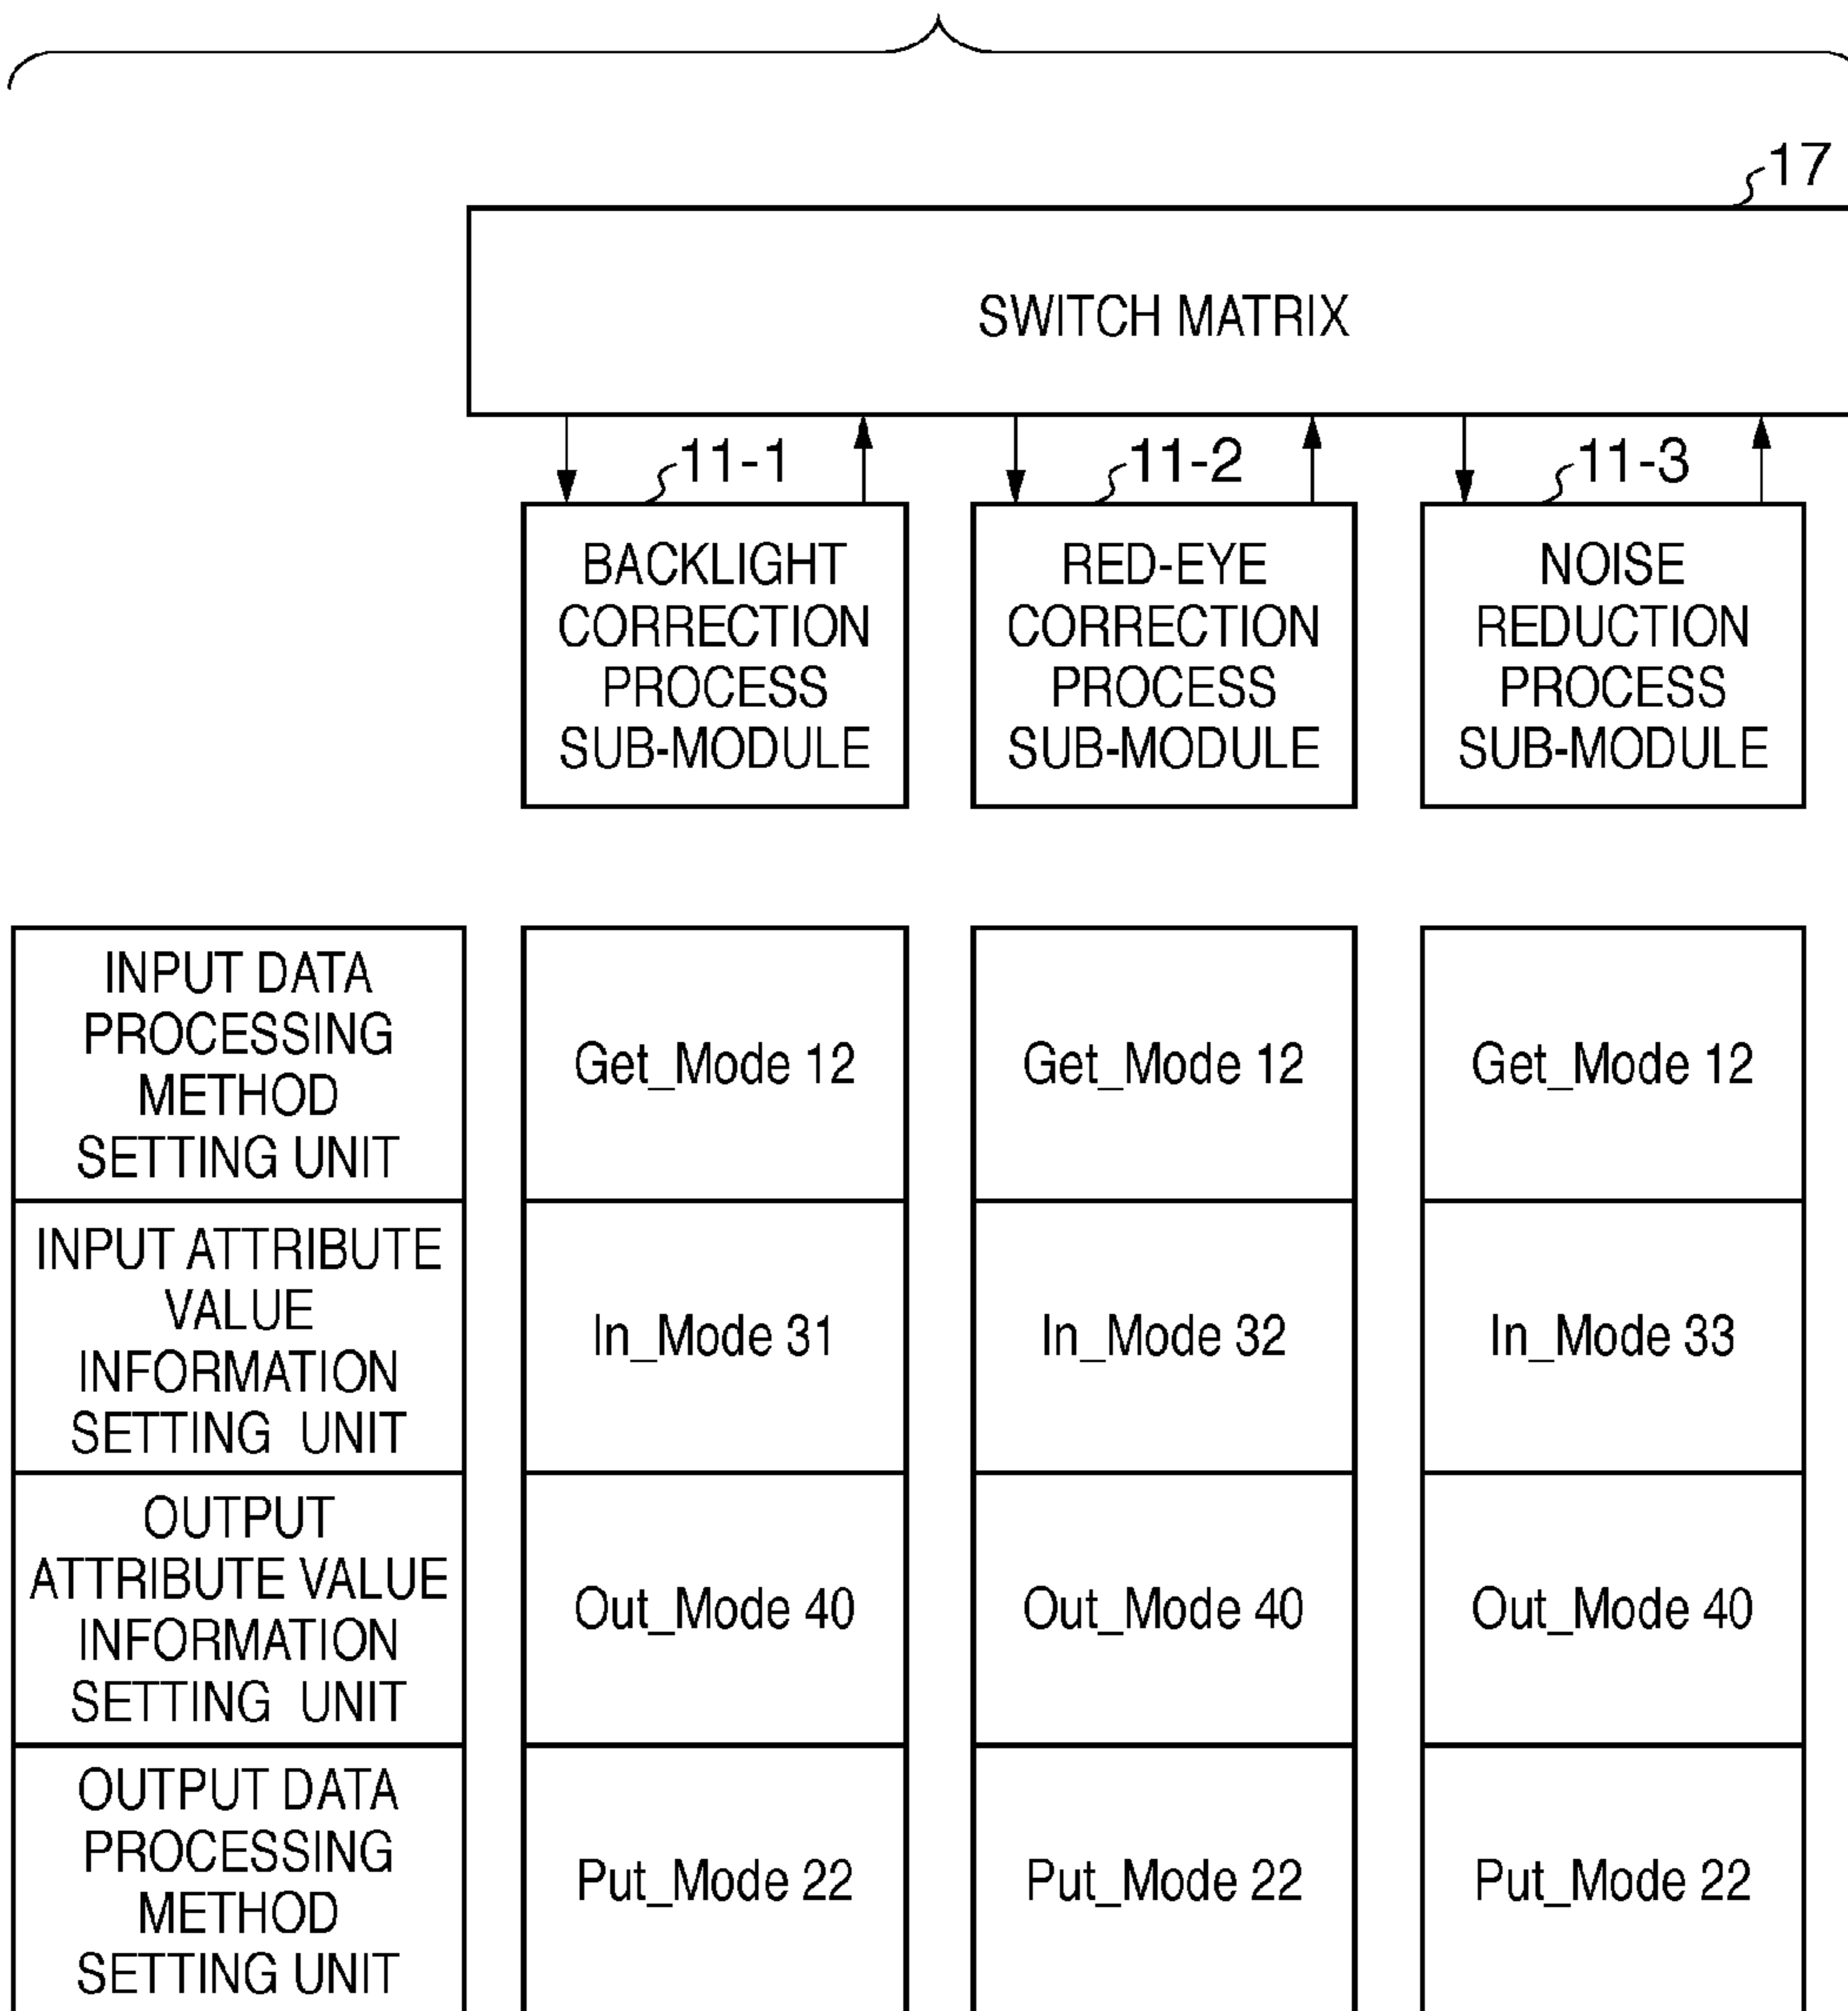 17
SWITCH MATRIX
11-1
11-2
11-3
BACKLIGHT
CORRECTION
PROCESS
SUB-MODULE
RED-EYE
CORRECTION
PROCESS
SUB-MODULE
NOISE
REDUCTION
PROCESS
SUB-MODULE
INPUT DATA
PROCESSING
METHOD
SETTING UNIT
Get_Mode 12
Get_Mode 12
Get_Mode 12
INPUT ATTRIBUTE
VALUE
INFORMATION
SETTING UNIT
In_Mode 31
In_Mode 32
In_Mode 33
OUTPUT
ATTRIBUTE VALUE
INFORMATION
SETTING UNIT
Out_Mode 40
Out_Mode 40
Out_Mode 40
OUTPUT DATA
PROCESSING
METHOD
SETTING UNIT
Put_Mode 22
Put_Mode 22
Put_Mode 22